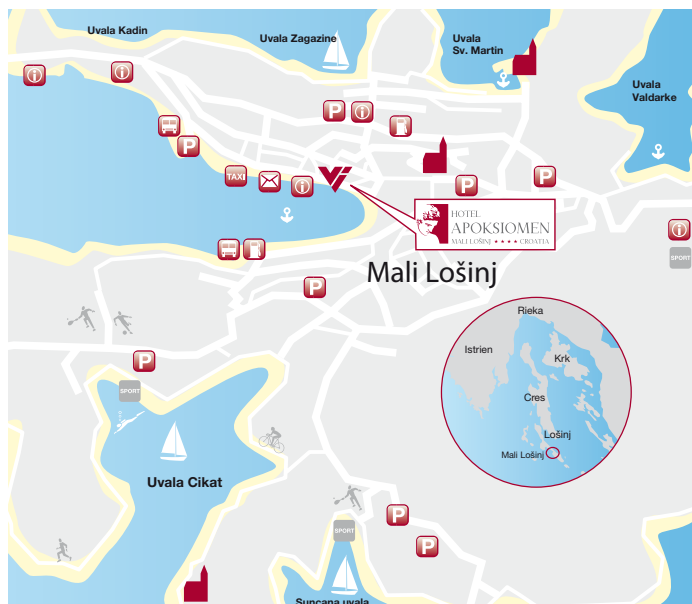 Uvala Kadin
Uvala Zagazine
Uvala
Sv. Martin
Uvala
Valdarke
P
P
TAXI
P
P
HOTEL
APOKSIOMEN
MALI LOŠINJ ★★★★ CROATIA
SPORT
Mali Lošinj
P
Rieka
Istrien
Krk
Cres
Lošinj
Mali Lošinj
P
SPORT
Uvala Cikat
P
SPORT
P
Suncana uvala